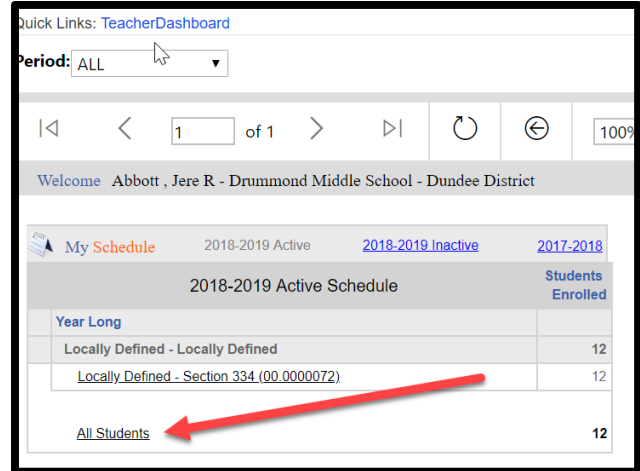 Quick Links: TeacherDashboard
Period: ALL
1 of 1 100%
Welcome Abbott , Jere R - Drummond Middle School - Dundee District
My Schedule 2018-2019 Active 2018-2019 Inactive 2017-2018
2018-2019 Active Schedule Students Enrolled
Year Long
Locally Defined - Locally Defined 12
Locally Defined - Section 334 (00.0000072) 12
All Students 12